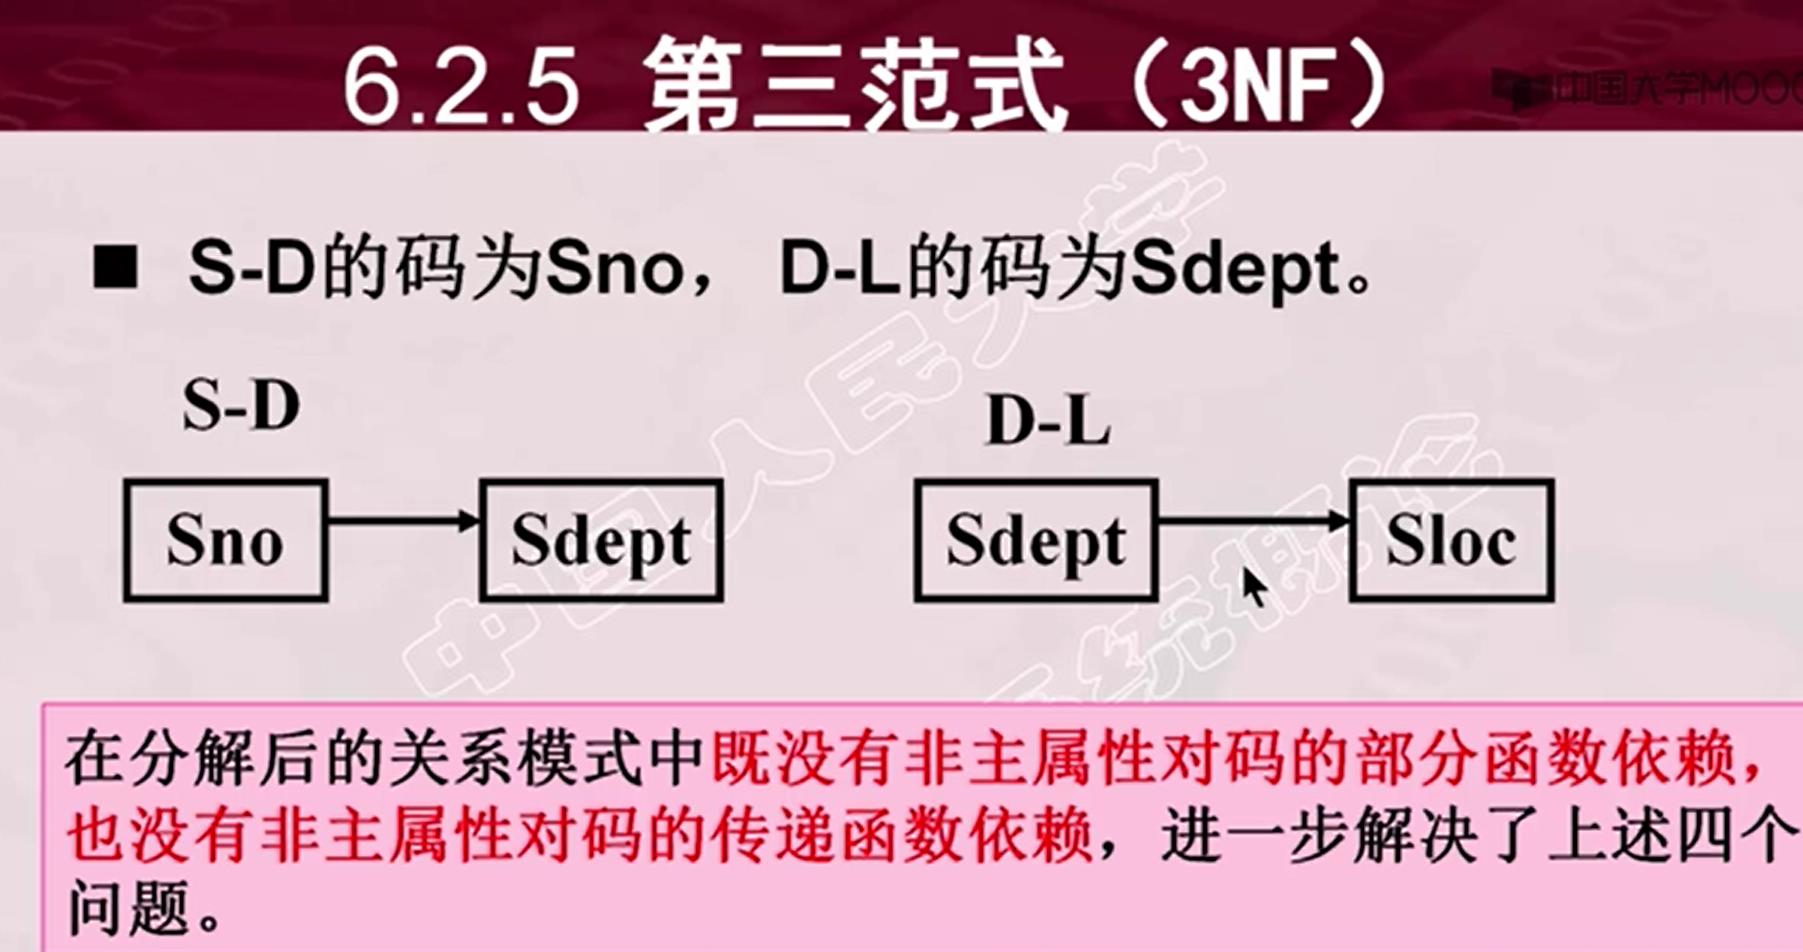 6.2.5 第三范式（3NF）
中国大学MOOC
■ S-D的码为Sno， D-L的码为Sdept。
S-D
D-L
Sno
Sdept
Sdept
Sloc
中国人民大学
系统概论
在分解后的关系模式中既没有非主属性对码的部分函数依赖，
也没有非主属性对码的传递函数依赖，进一步解决了上述四个
问题。